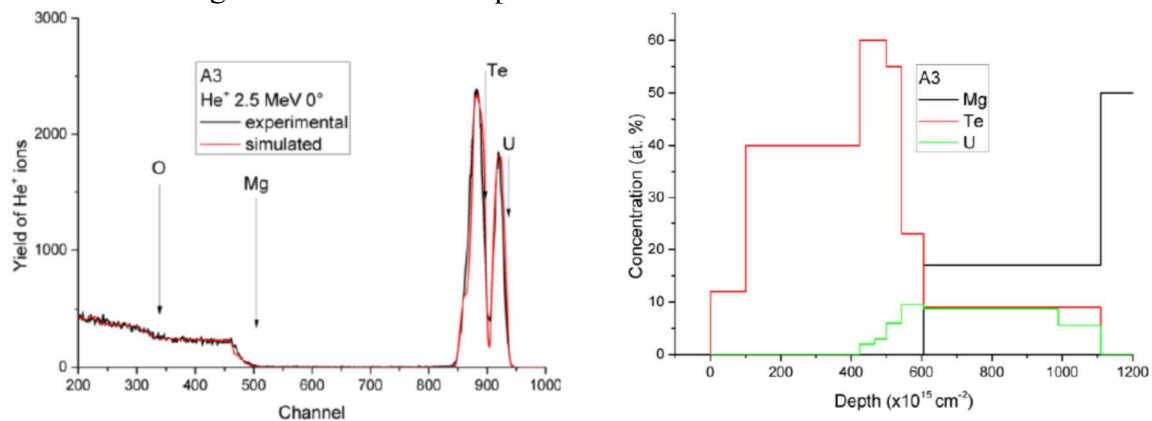 3000
2000
1000
0
Yield of He⁺ ions
A3
He⁺ 2.5 MeV 0°
experimental
simulated
O
Mg
Te
U
200 300 400 500 600 700 800 900 1000
Channel
60
50
40
30
20
10
0
Concentration (at. %)
A3
Mg
Te
U
0 200 400 600 800 1000 1200
Depth (x10¹⁵ cm⁻²)